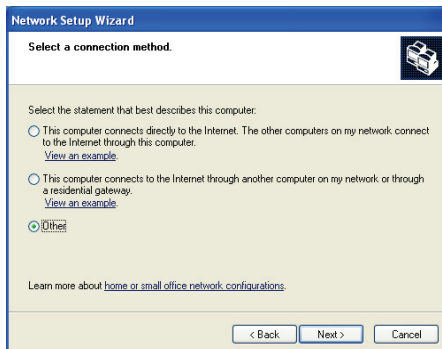 Network Setup Wizard
Select a connection method.
Select the statement that best describes this computer:
This computer connects directly to the Internet. The other computers on my network connect
to the Internet through this computer.
View an example.
This computer connects to the Internet through another computer on my network or through
a residential gateway.
View an example.
Other
Learn more about home or small office network configurations.
< Back Next > Cancel